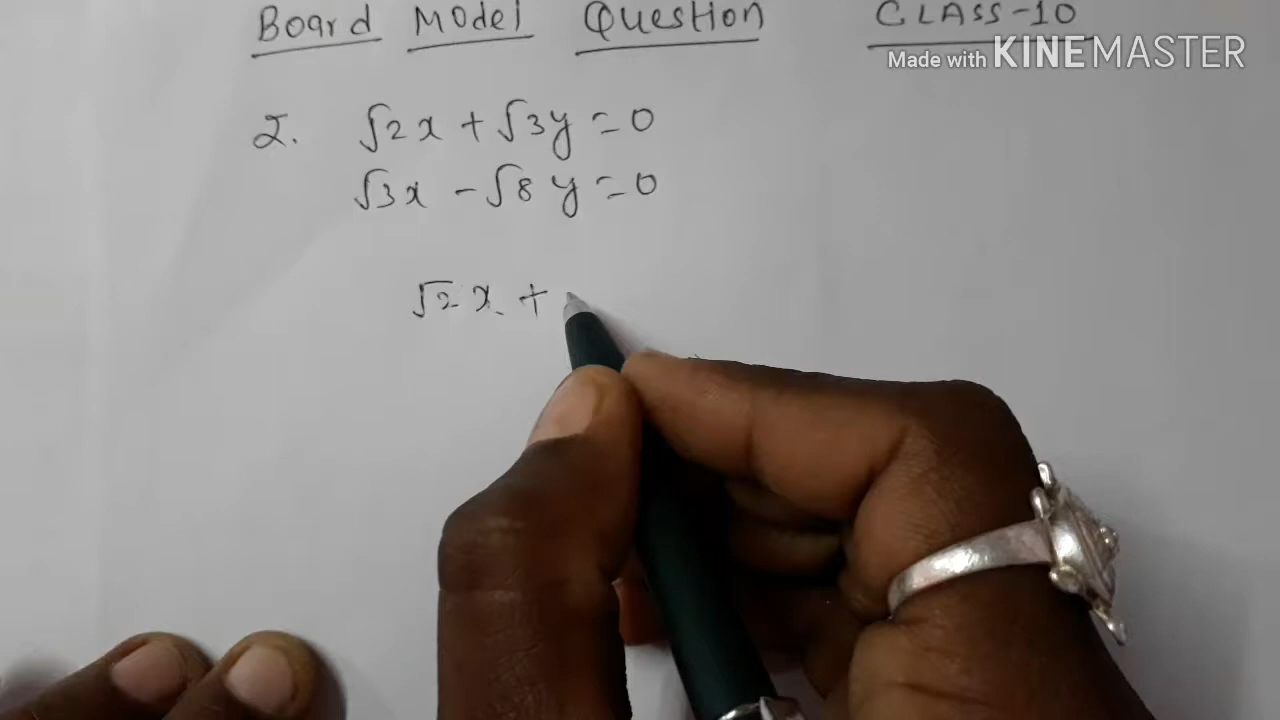 Board Model Question CLASS-10
Made with KINEMASTER
2. √2x + √3y = 0
√3x - √8y = 0
√2x +